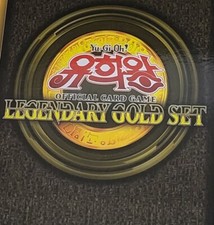 Yu-Gi-Oh!
유희왕
OFFICIAL CARD GAME
LEGENDARY GOLD SET